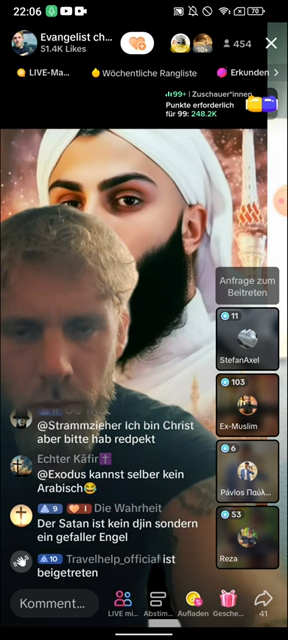 22:06
70
Evangelist ch...
51.4K Likes
10+
454
LIVE-Ma...
Wöchentliche Rangliste
Erkunden
99+ | Zuschauer*innen
Punkte erforderlich
für 99: 248.2K
Anfrage zum
Beitreten
11
StefanAxel
103
Ex-Muslim
6
Pávlos Παύλ...
53
Reza
@Strammzieher Ich bin Christ
aber bitte hab redpekt
Echter Kāfir✝️
@Exodus kannst selber kein
Arabisch😂
9 I Die Wahrheit
Der Satan ist kein djin sondern
ein gefaller Engel
10 Travelhelp_official ist
beigetreten
Komment...
LIVE mi...
Abstim...
Aufladen
Gesche...
41